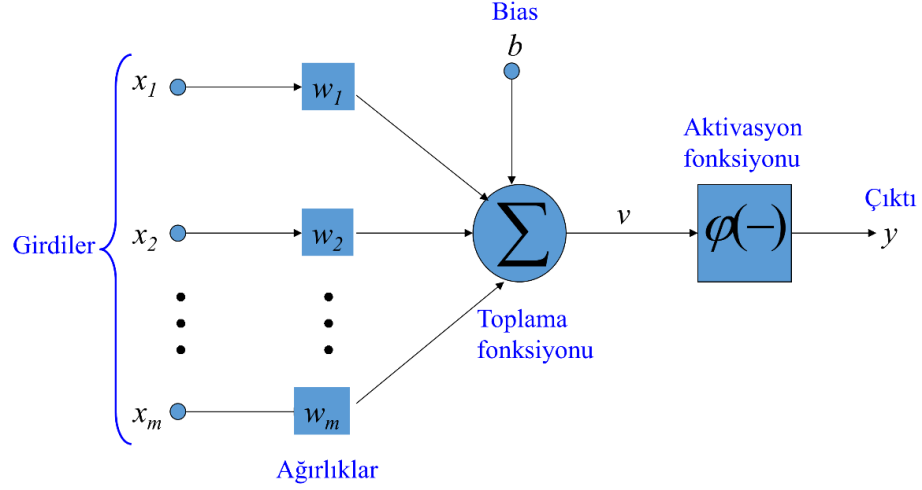 Bias
b
x1
w1
Aktivasyon
fonksiyonu
Girdiler
x2
w2
∑
v
φ(−)
Çıktı
y
Toplama
fonksiyonu
xm
wm
Ağırlıklar